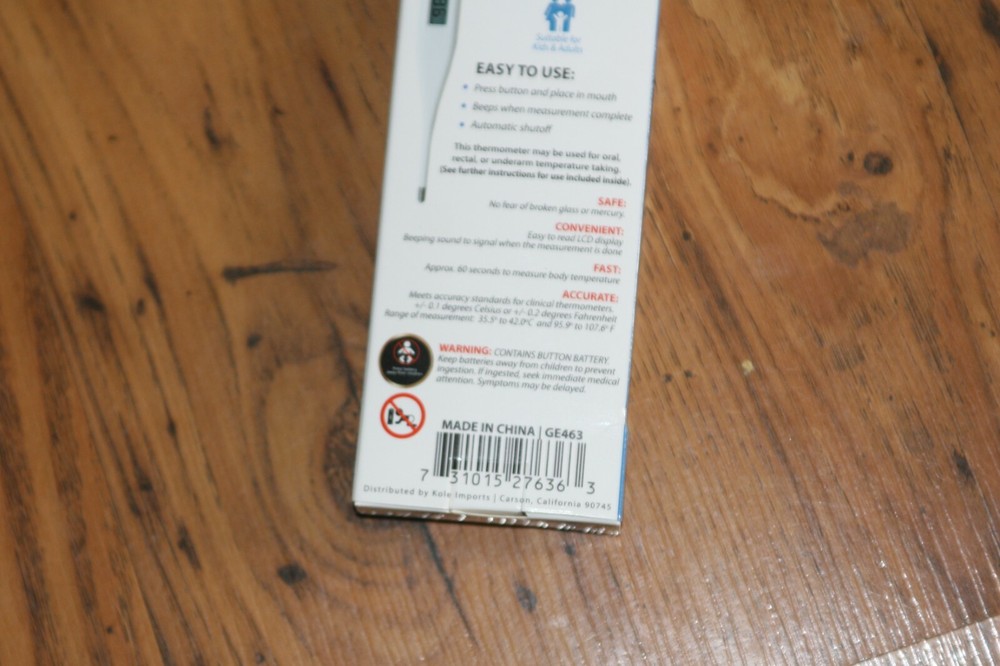 Suitable for
Kids & Adults
EASY TO USE:
• Press button and place in mouth
• Beeps when measurement complete
• Automatic shutoff
This thermometer may be used for oral,
rectal, or underarm temperature taking.
(See further instructions for use included inside).
SAFE:
No fear of broken glass or mercury.
CONVENIENT:
Easy to read LCD display
Beeping sound to signal when the measurement is done
FAST:
Approx. 60 seconds to measure body temperature
ACCURATE:
Meets accuracy standards for clinical thermometers.
+/- 0.1 degrees Celsius or +/- 0.2 degrees Fahrenheit
Range of measurement: 35.5° to 42.0°C and 95.9° to 107.6° F
WARNING: CONTAINS BUTTON BATTERY
Keep batteries away from children to prevent
ingestion. If ingested, seek immediate medical
attention. Symptoms may be delayed.
MADE IN CHINA | GE463
7 31015 27636 3
Distributed by Kole Imports | Carson, California 90745